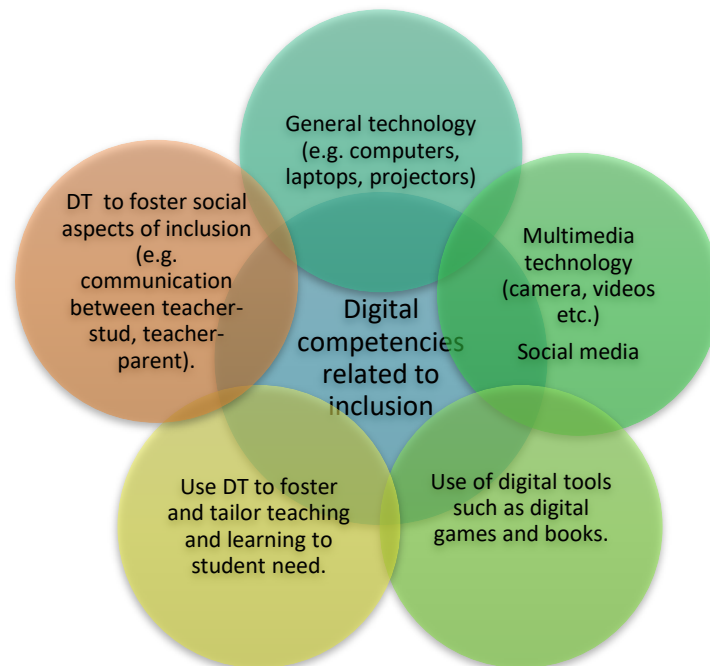 General technology
(e.g. computers,
laptops, projectors)
DT to foster social
aspects of inclusion
(e.g.
communication
between teacher-
stud, teacher-
parent).
Multimedia
technology
(camera, videos
etc.)
Social media
Digital
competencies
related to
inclusion
Use DT to foster
and tailor teaching
and learning to
student need.
Use of digital tools
such as digital
games and books.